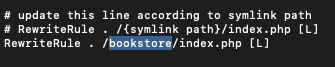 # update this line according to symlink path
# RewriteRule . /{symlink path}/index.php [L]
RewriteRule . /bookstore/index.php [L]